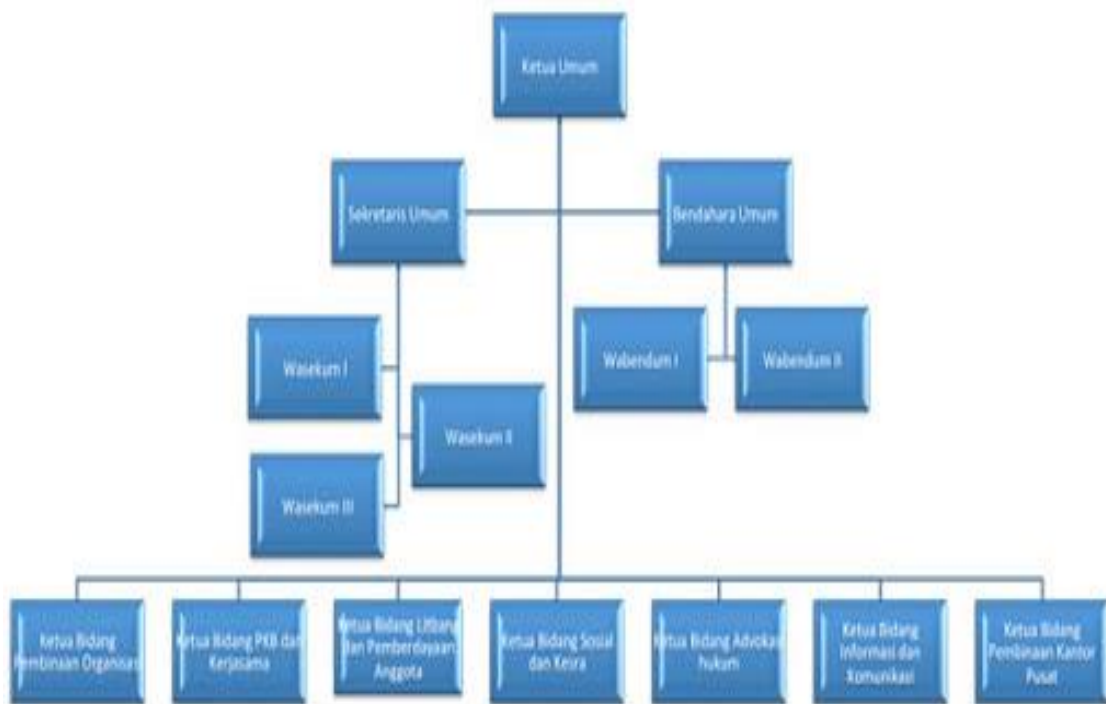 Ketua Umum
Sekretaris Umum
Bendahara Umum
Wasekum I
Wabendum I
Wabendum II
Wasekum II
Wasekum III
Ketua Bidang
Pembinaan Organisasi
Ketua Bidang PKB dan
Kerjasama
Ketua Bidang Litbang
dan Pemberdayaan
Anggota
Ketua Bidang Sosial
dan Kesra
Ketua Bidang Advokasi
hukum
Ketua Bidang
Informasi dan
Komunikasi
Ketua Bidang
Pembinaan Kantor
Pusat